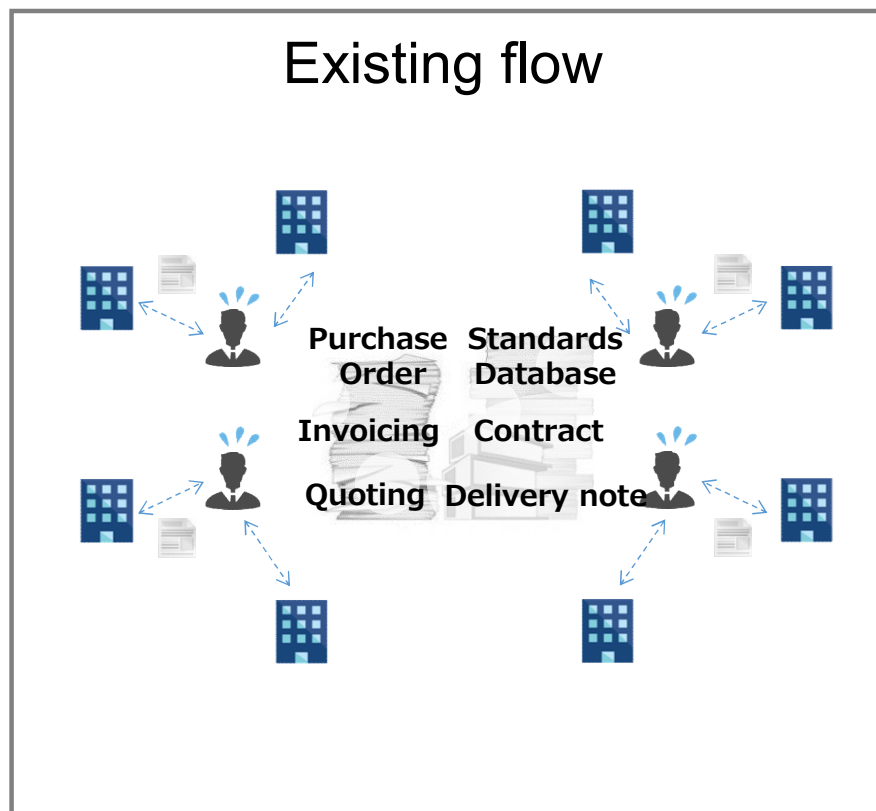 Existing flow
Purchase Order
Standards Database
Invoicing
Contract
Quoting
Delivery note